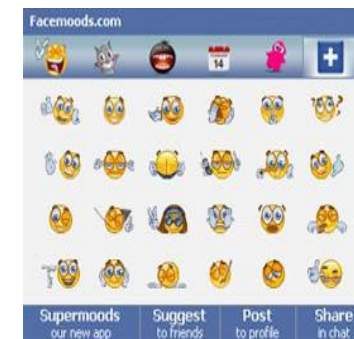 Facemoods.com
14
Supermoods Suggest Post Share
our new app to friends to profile in chat